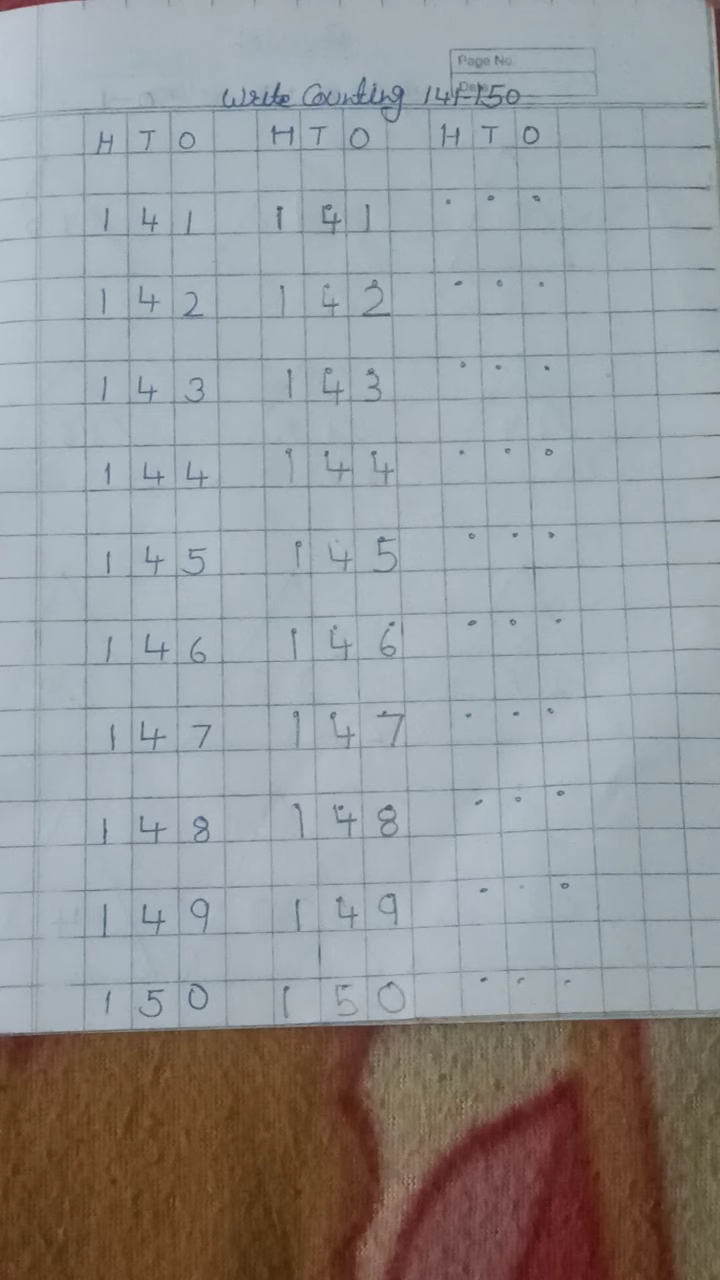 Page No.
Date
Write Counting 141-150
H T O H T O H T O
1 4 1 1 4 1 . . .
1 4 2 1 4 2 . . .
1 4 3 1 4 3 . . .
1 4 4 1 4 4 . . .
1 4 5 1 4 5 . . .
1 4 6 1 4 6 . . .
1 4 7 1 4 7 . . .
1 4 8 1 4 8 . . .
1 4 9 1 4 9 . . .
1 5 0 1 5 0 . . .